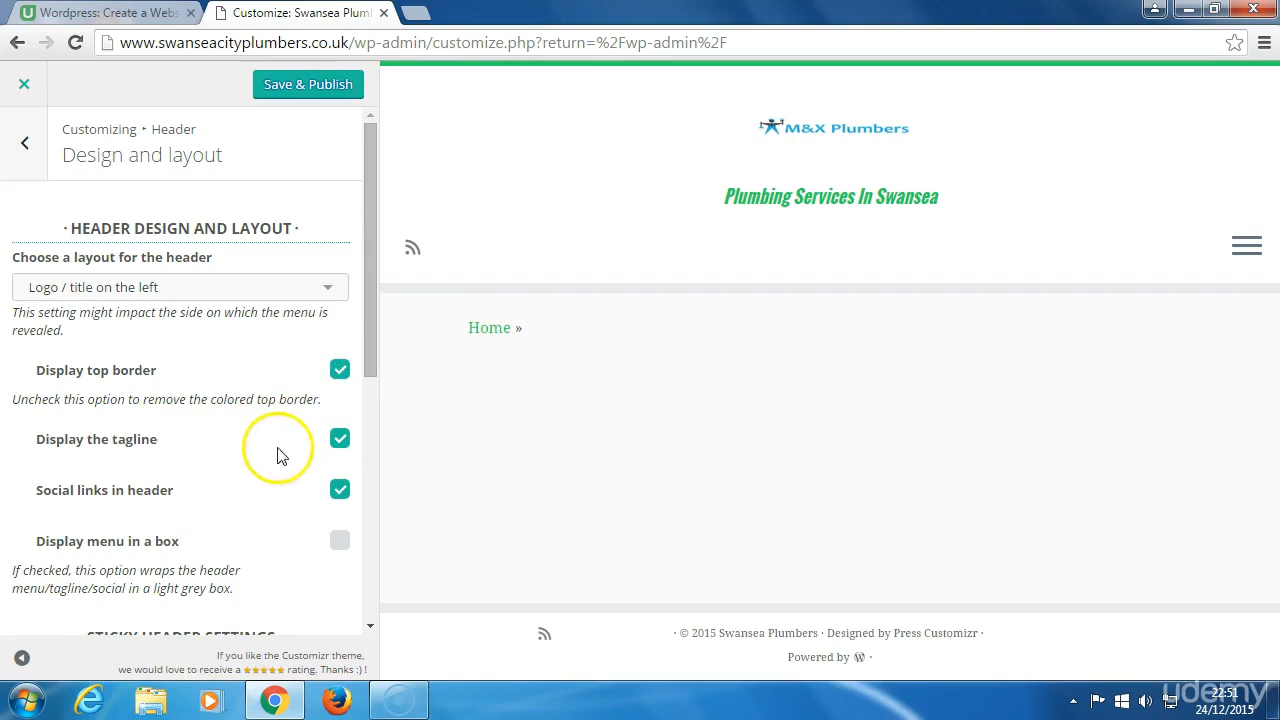 Wordpress: Create a Webs
Customize: Swansea Plum
www.swanseacityplumbers.co.uk/wp-admin/customize.php?return=%2Fwp-admin%2F
Save & Publish
Customizing ‣ Header
Design and layout
· HEADER DESIGN AND LAYOUT ·
Choose a layout for the header
Logo / title on the left
This setting might impact the side on which the menu is
revealed.
Display top border
Uncheck this option to remove the colored top border.
Display the tagline
Social links in header
Display menu in a box
If checked, this option wraps the header
menu/tagline/social in a light grey box.
STICKY HEADER SETTINGS
If you like the Customizr theme,
we would love to receive a ★★★★★ rating. Thanks :) !
M&X Plumbers
Plumbing Services In Swansea
Home »
· © 2015 Swansea Plumbers · Designed by Press Customizr ·
Powered by ·
udemy
22:51
24/12/2015